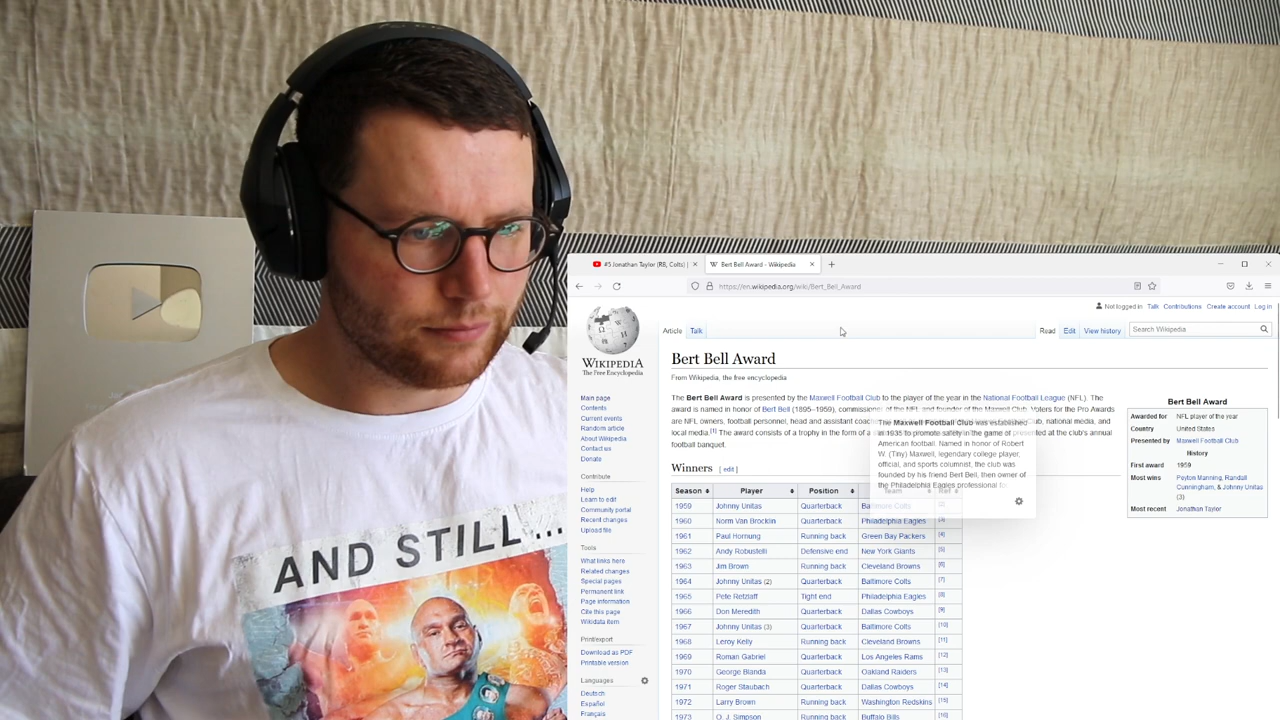 AND STILL...
#5 Jonathan Taylor (RB, Colts) |
Bert Bell Award - Wikipedia
https://en.wikipedia.org/wiki/Bert_Bell_Award
Not logged in Talk Contributions Create account Log in
Article Talk Read Edit View history Search Wikipedia
WIKIPEDIA
The Free Encyclopedia
Main page
Contents
Current events
Random article
About Wikipedia
Contact us
Donate
Contribute
Help
Learn to edit
Community portal
Recent changes
Upload file
Tools
What links here
Related changes
Special pages
Permanent link
Page information
Cite this page
Wikidata item
Print/export
Download as PDF
Printable version
Languages
Deutsch
Español
Français
Bert Bell Award
From Wikipedia, the free encyclopedia
The Bert Bell Award is presented by the Maxwell Football Club to the player of the year in the National Football League (NFL). The
award is named in honor of Bert Bell (1895–1959), commissioner of the NFL and founder of the Maxwell Club. Voters for the Pro Awards
are NFL owners, football personnel, head and assistant coaches
Club, national media, and
local media.[1] The award consists of a trophy in the form of a
presented at the club's annual
football banquet.
The Maxwell Football Club was established
in 1935 to promote safety in the game of
American football. Named in honor of Robert
W. (Tiny) Maxwell, legendary college player,
official, and sports columnist, the club was
founded by his friend Bert Bell, then owner of
the Philadelphia Eagles professional
Winners [ edit ]
Season Player Position Team Ref
1959 Johnny Unitas Quarterback Baltimore Colts [2]
1960 Norm Van Brocklin Quarterback Philadelphia Eagles [3]
1961 Paul Hornung Running back Green Bay Packers [4]
1962 Andy Robustelli Defensive end New York Giants [5]
1963 Jim Brown Running back Cleveland Browns [6]
1964 Johnny Unitas (2) Quarterback Baltimore Colts [7]
1965 Pete Retzlaff Tight end Philadelphia Eagles [8]
1966 Don Meredith Quarterback Dallas Cowboys [9]
1967 Johnny Unitas (3) Quarterback Baltimore Colts [10]
1968 Leroy Kelly Running back Cleveland Browns [11]
1969 Roman Gabriel Quarterback Los Angeles Rams [12]
1970 George Blanda Quarterback Oakland Raiders [13]
1971 Roger Staubach Quarterback Dallas Cowboys [14]
1972 Larry Brown Running back Washington Redskins [15]
1973 O. J. Simpson Running back Buffalo Bills [16]
Bert Bell Award
Awarded for NFL player of the year
Country United States
Presented by Maxwell Football Club
History
First award 1959
Most wins Peyton Manning, Randall
Cunningham, & Johnny Unitas
(3)
Most recent Jonathan Taylor